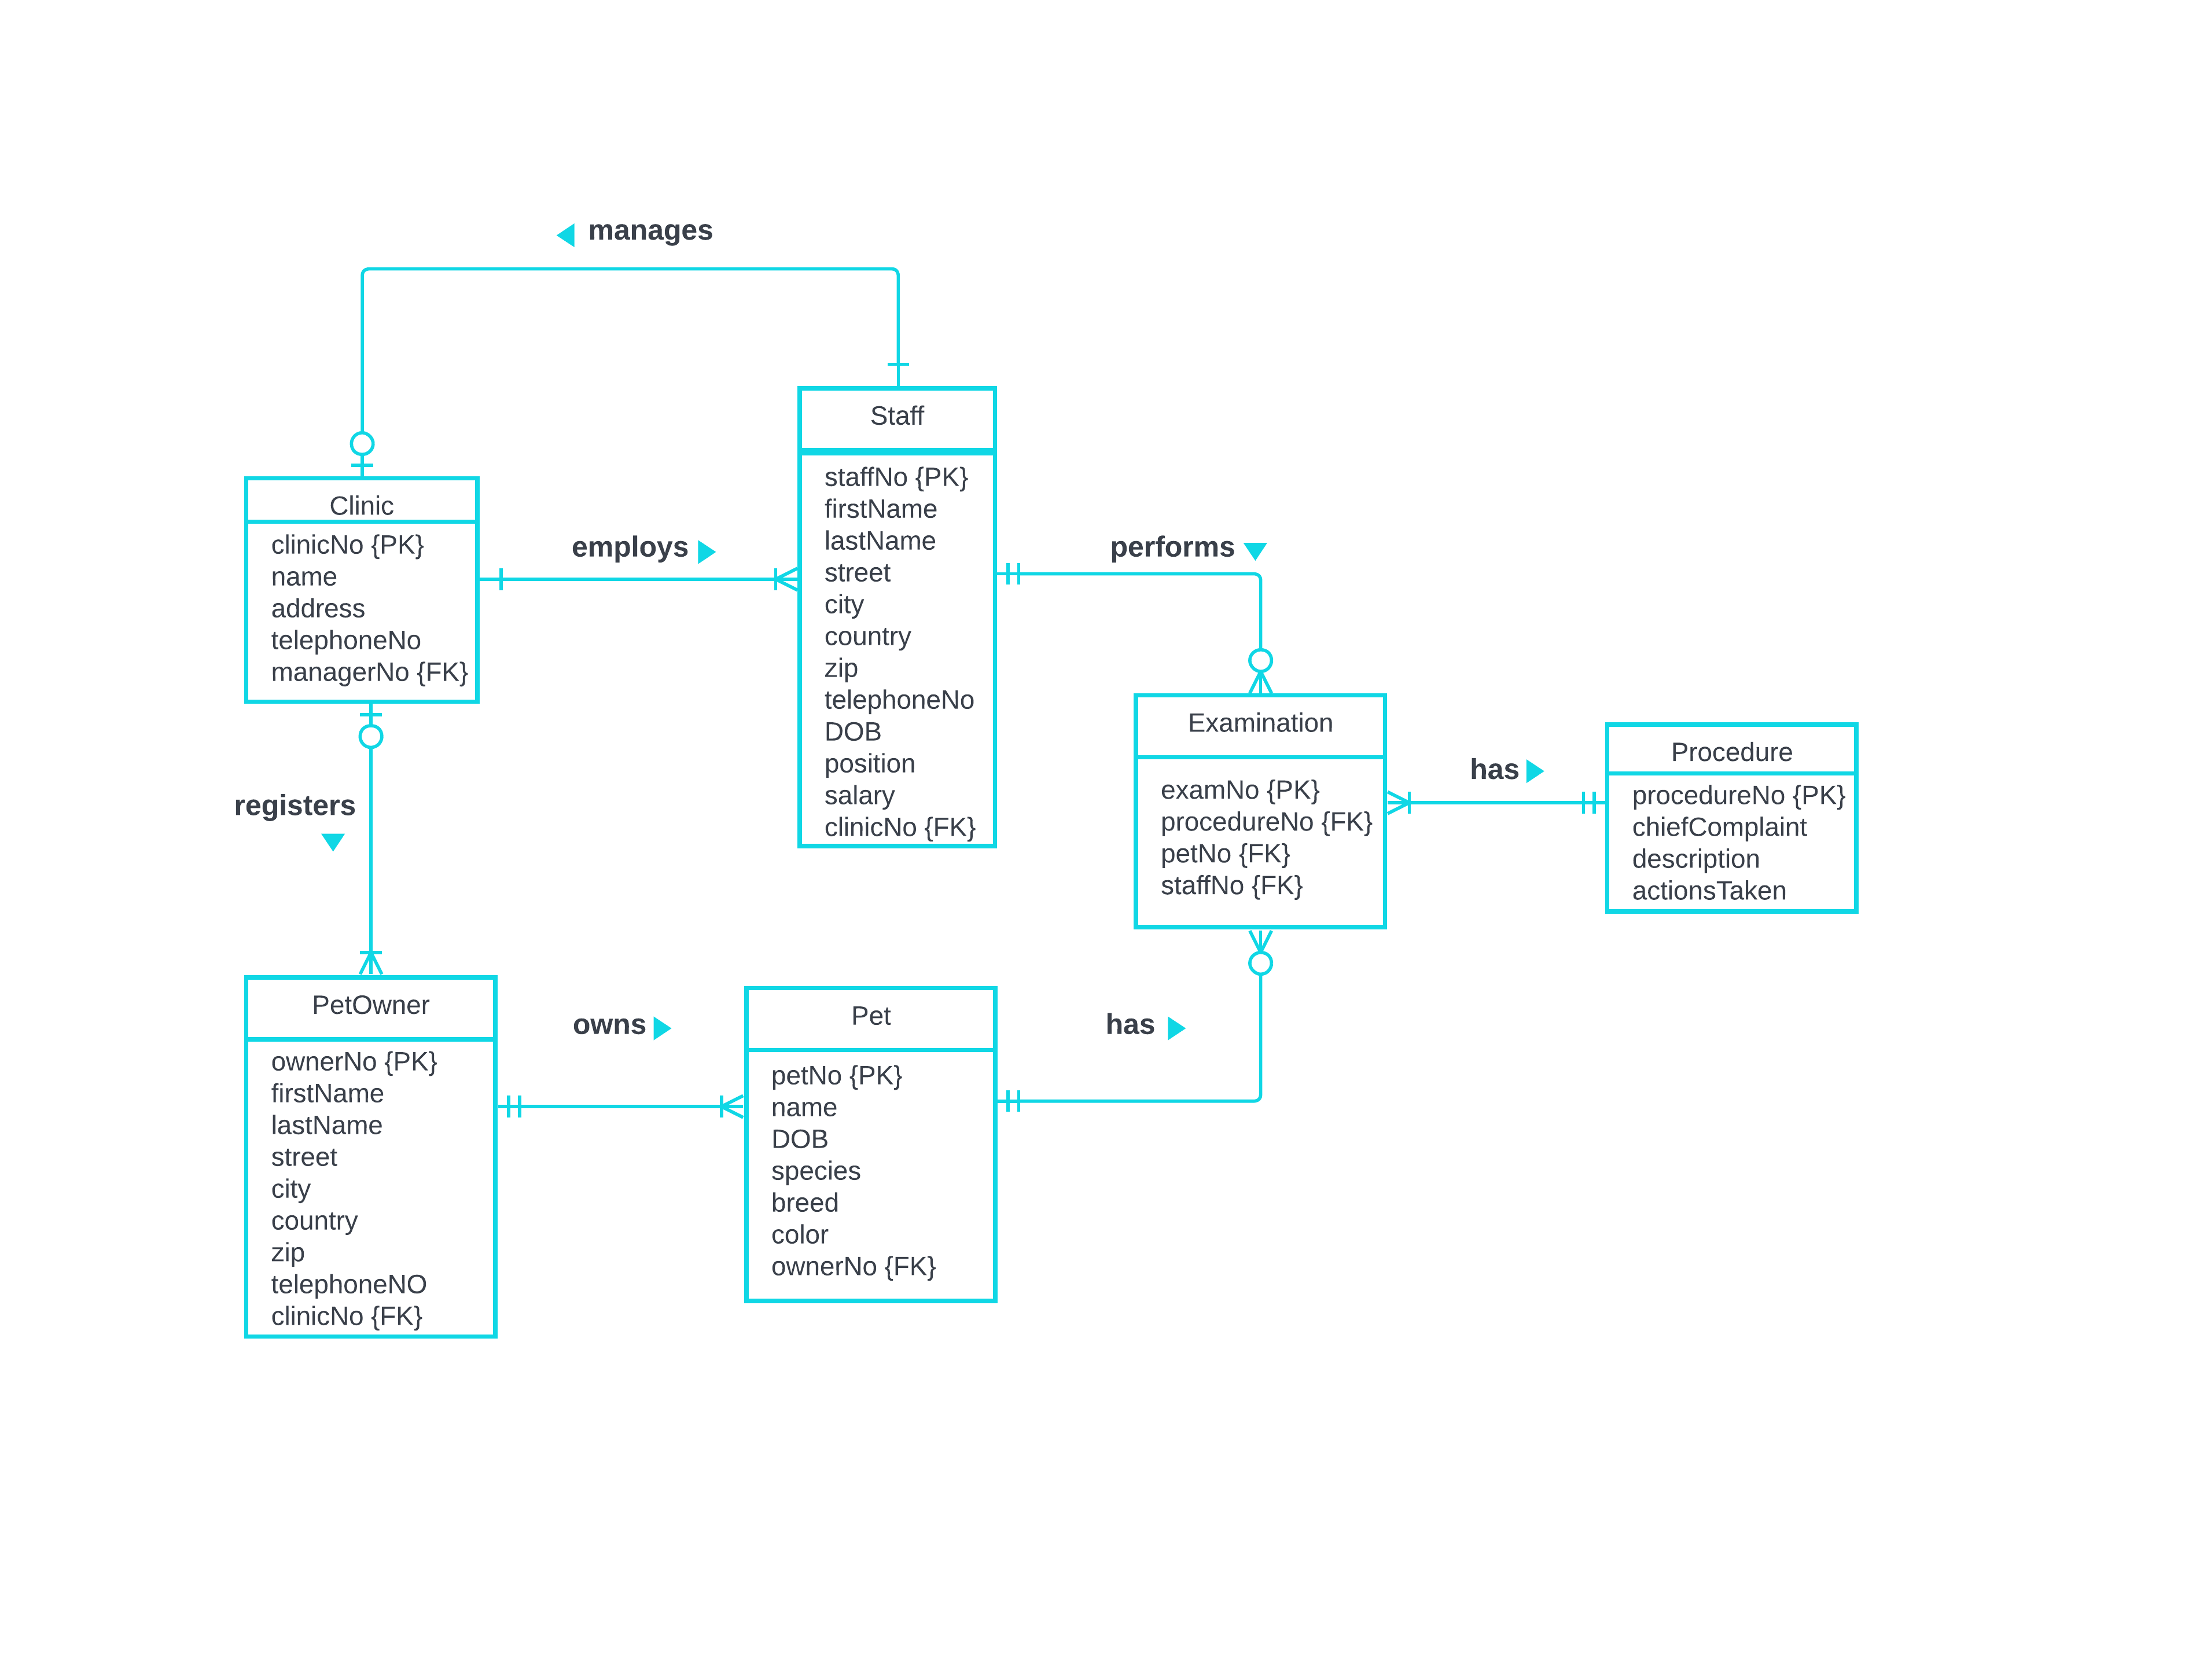 manages
Staff
staffNo {PK}
firstName
lastName
street
city
country
zip
telephoneNo
DOB
position
salary
clinicNo {FK}
Clinic
clinicNo {PK}
name
address
telephoneNo
managerNo {FK}
employs
performs
Examination
examNo {PK}
procedureNo {FK}
petNo {FK}
staffNo {FK}
has
Procedure
procedureNo {PK}
chiefComplaint
description
actionsTaken
registers
PetOwner
ownerNo {PK}
firstName
lastName
street
city
country
zip
telephoneNO
clinicNo {FK}
owns
Pet
petNo {PK}
name
DOB
species
breed
color
ownerNo {FK}
has